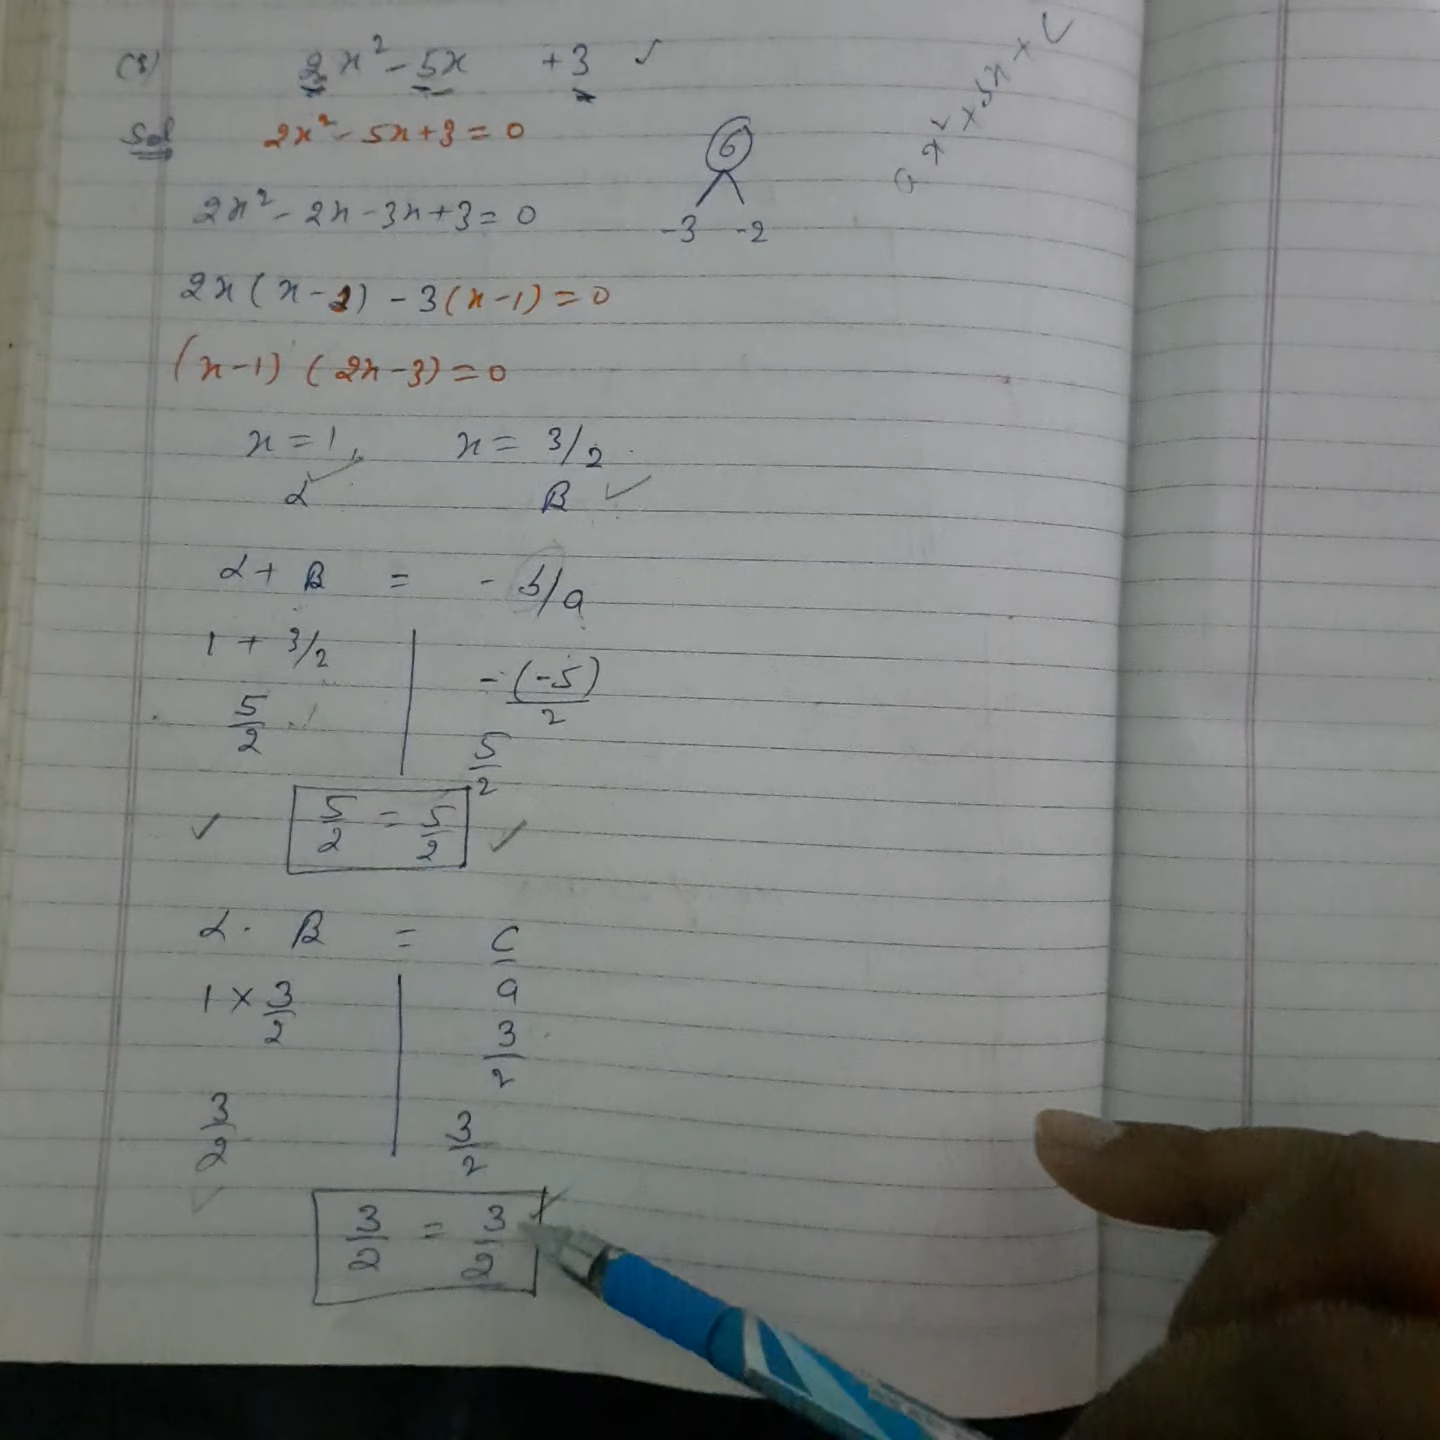 (8) 2x² - 5x + 3 ✓
Sol 2x² - 5x + 3 = 0
6
-3 -2
2x² - 2x - 3x + 3 = 0
2x (x - 1) - 3 (x - 1) = 0
(x - 1) (2x - 3) = 0
x = 1, x = 3/2
α B ✓
α + B = - b/a
1 + 3/2
-(-5)/2
5/2
5/2
✓ 5/2 = 5/2 ✓
α . B = C/a
1 × 3/2
3/2
3/2
3/2
3/2 = 3/2